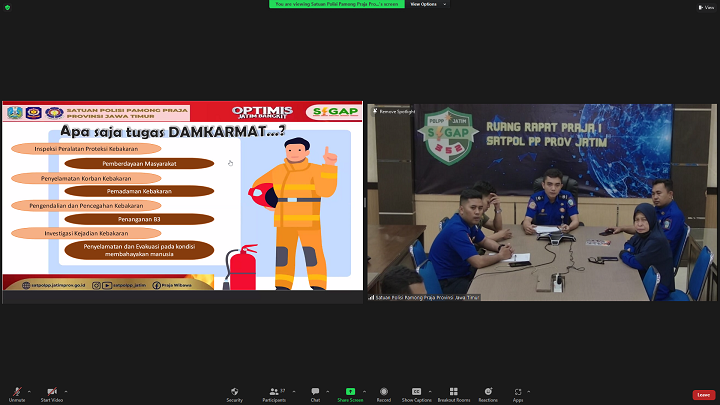 You are viewing Satuan Polisi Pamong Praja Pro...'s screen
View Options
View
SATUAN POLISI PAMONG PRAJA
PROVINSI JAWA TIMUR
OPTIMIS
JATIM BANGKIT
SIGAP
Apa saja tugas DAMKARMAT...?
Inspeksi Peralatan Proteksi Kebakaran
Pemberdayaan Masyarakat
Penyelamatan Korban Kebakaran
Pemadaman Kebakaran
Pengendalian dan Pencegahan Kebakaran
Penanganan B3
Investigasi Kejadian Kebakaran
Penyelamatan dan Evakuasi pada kondisi
membahayakan manusia
satpolpp.jatimprov.go.id
satpolpp_jatim
Praja Wibawa
Remove Spotlight
POLPP JATIM
SIGAP
RUANG RAPAT PRAJA I
SATPOL PP PROV JATIM
Satuan Polisi Pamong Praja Provinsi Jawa Timur
Unmute
Start Video
Security
Participants
37
Chat
Share Screen
Record
Show Captions
Breakout Rooms
Reactions
Apps
Leave